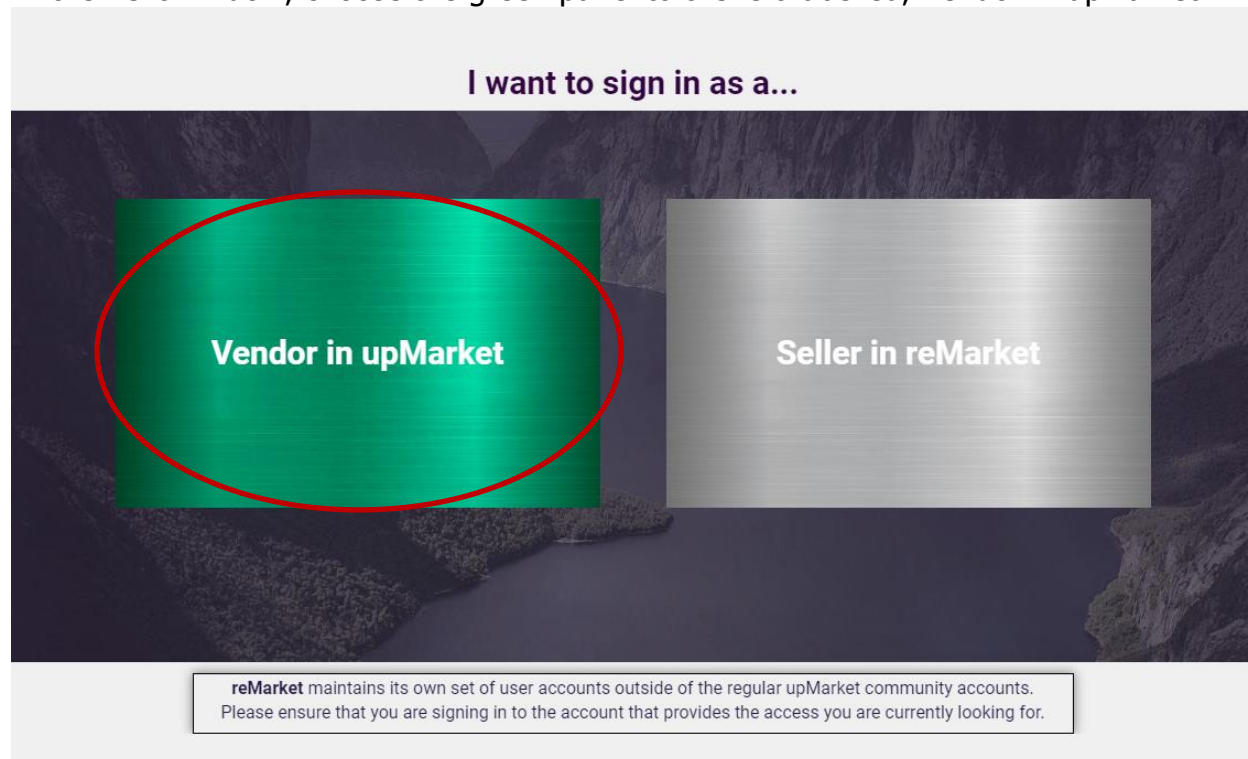 I want to sign in as a...
Vendor in upMarket
Seller in reMarket
reMarket maintains its own set of user accounts outside of the regular upMarket community accounts.
Please ensure that you are signing in to the account that provides the access you are currently looking for.